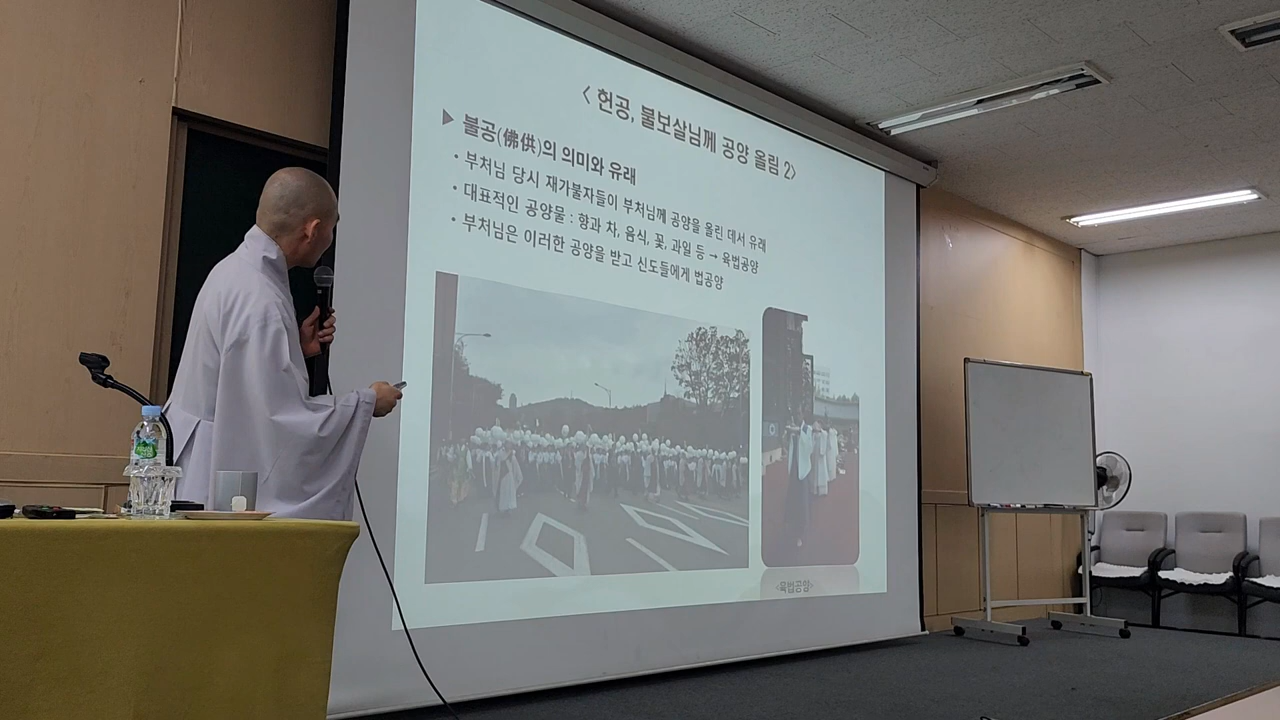 < 헌공, 불보살님께 공양 올림 2>
▶ 불공(佛供)의 의미와 유래
• 부처님 당시 재가불자들이 부처님께 공양을 올린 데서 유래
• 대표적인 공양물 : 향과 차, 음식, 꽃, 과일 등 → 육법공양
• 부처님은 이러한 공양을 받고 신도들에게 법공양
<육법공양>